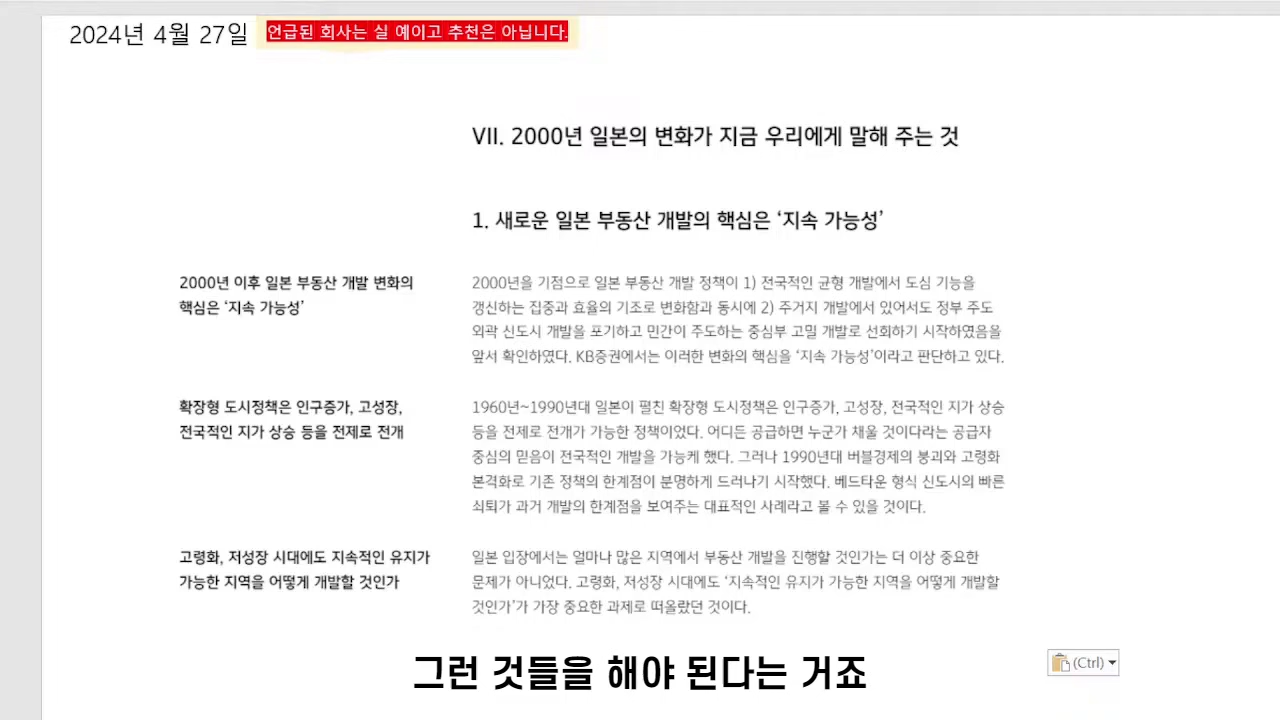 2024년 4월 27일
언급된 회사는 실 예이고 추천은 아닙니다.
VII. 2000년 일본의 변화가 지금 우리에게 말해 주는 것
1. 새로운 일본 부동산 개발의 핵심은 ‘지속 가능성’
2000년 이후 일본 부동산 개발 변화의
핵심은 ‘지속 가능성’
2000년을 기점으로 일본 부동산 개발 정책이 1) 전국적인 균형 개발에서 도심 기능을
갱신하는 집중과 효율의 기조로 변화함과 동시에 2) 주거지 개발에서 있어서도 정부 주도
외곽 신도시 개발을 포기하고 민간이 주도하는 중심부 고밀 개발로 선회하기 시작하였음을
앞서 확인하였다. KB증권에서는 이러한 변화의 핵심을 ‘지속 가능성’이라고 판단하고 있다.
확장형 도시정책은 인구증가, 고성장,
전국적인 지가 상승 등을 전제로 전개
1960년~1990년대 일본이 펼친 확장형 도시정책은 인구증가, 고성장, 전국적인 지가 상승
등을 전제로 전개가 가능한 정책이었다. 어디든 공급하면 누군가 채울 것이다라는 공급자
중심의 믿음이 전국적인 개발을 가능케 했다. 그러나 1990년대 버블경제의 붕괴와 고령화
본격화로 기존 정책의 한계점이 분명하게 드러나기 시작했다. 베드타운 형식 신도시의 빠른
쇠퇴가 과거 개발의 한계점을 보여주는 대표적인 사례라고 볼 수 있을 것이다.
고령화, 저성장 시대에도 지속적인 유지가
가능한 지역을 어떻게 개발할 것인가
일본 입장에서는 얼마나 많은 지역에서 부동산 개발을 진행할 것인가는 더 이상 중요한
문제가 아니었다. 고령화, 저성장 시대에도 ‘지속적인 유지가 가능한 지역을 어떻게 개발할
것인가’가 가장 중요한 과제로 떠올랐던 것이다.
그런 것들을 해야 된다는 거죠
(Ctrl)